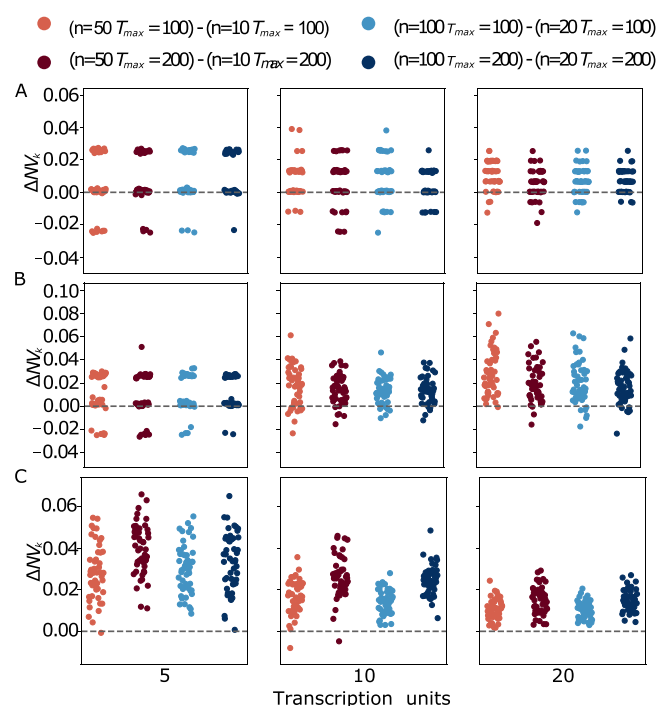 (n=50 Tmax = 100) - (n=10 Tmax = 100)
(n=100 Tmax = 100) - (n=20 Tmax = 100)
(n=50 Tmax = 200) - (n=10 Tmax = 200)
(n=100 Tmax = 200) - (n=20 Tmax = 200)
A
0.06
0.04
0.02
0.00
−0.02
−0.04
ΔNVk
B
0.10
0.08
0.06
0.04
0.02
0.00
−0.02
−0.04
ΔNVk
C
0.06
0.04
0.02
0.00
ΔNVk
5 10 20
Transcription units